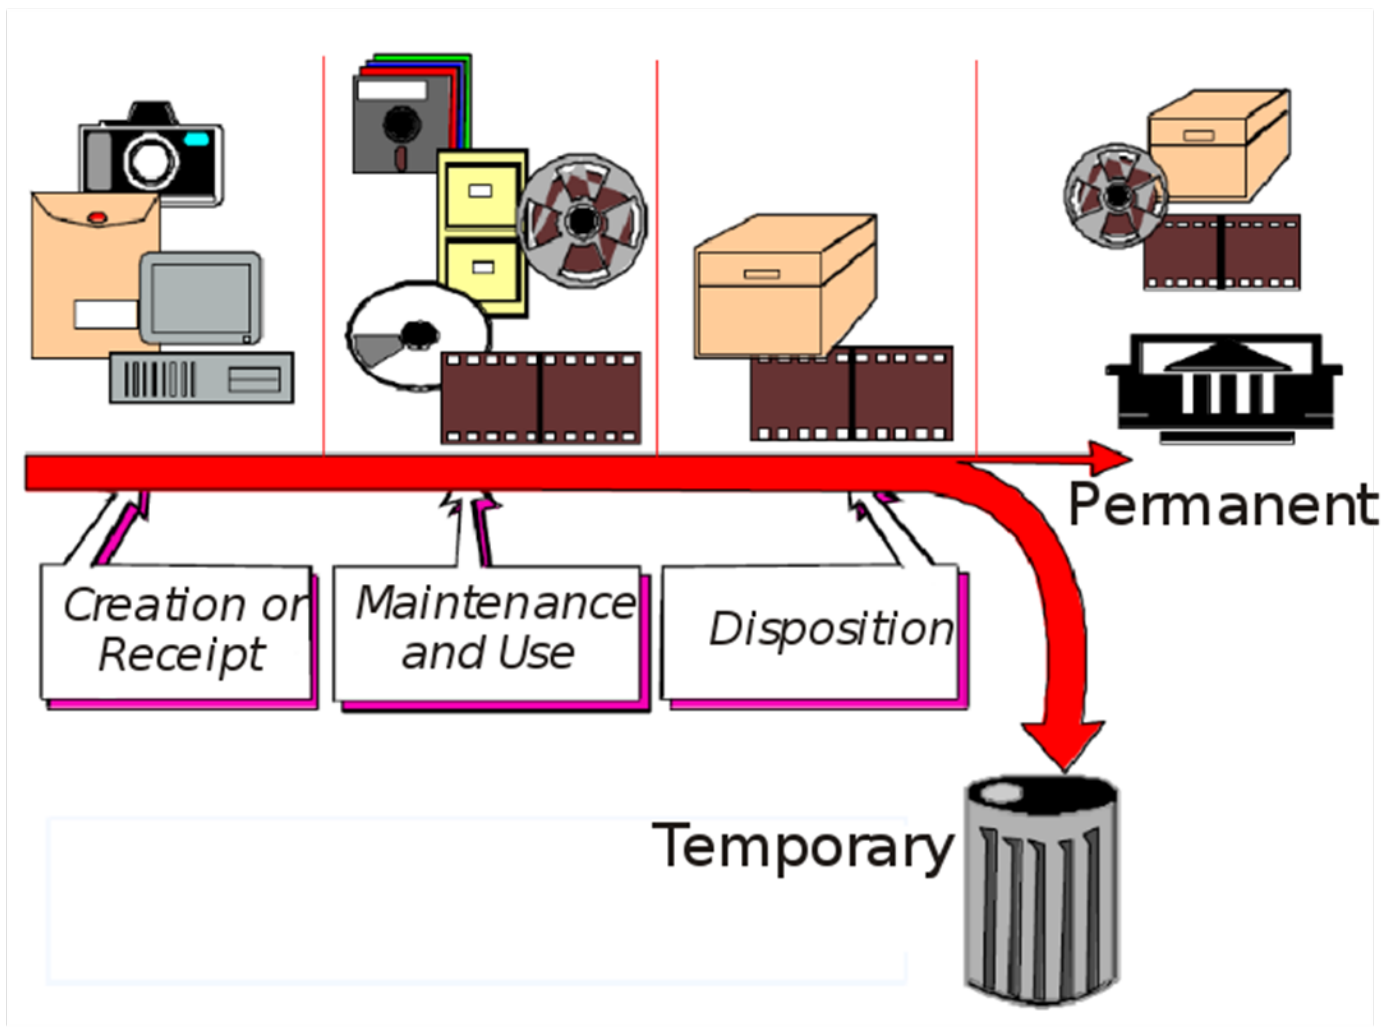 Permanent
Creation or
Receipt
Maintenance
and Use
Disposition
Temporary